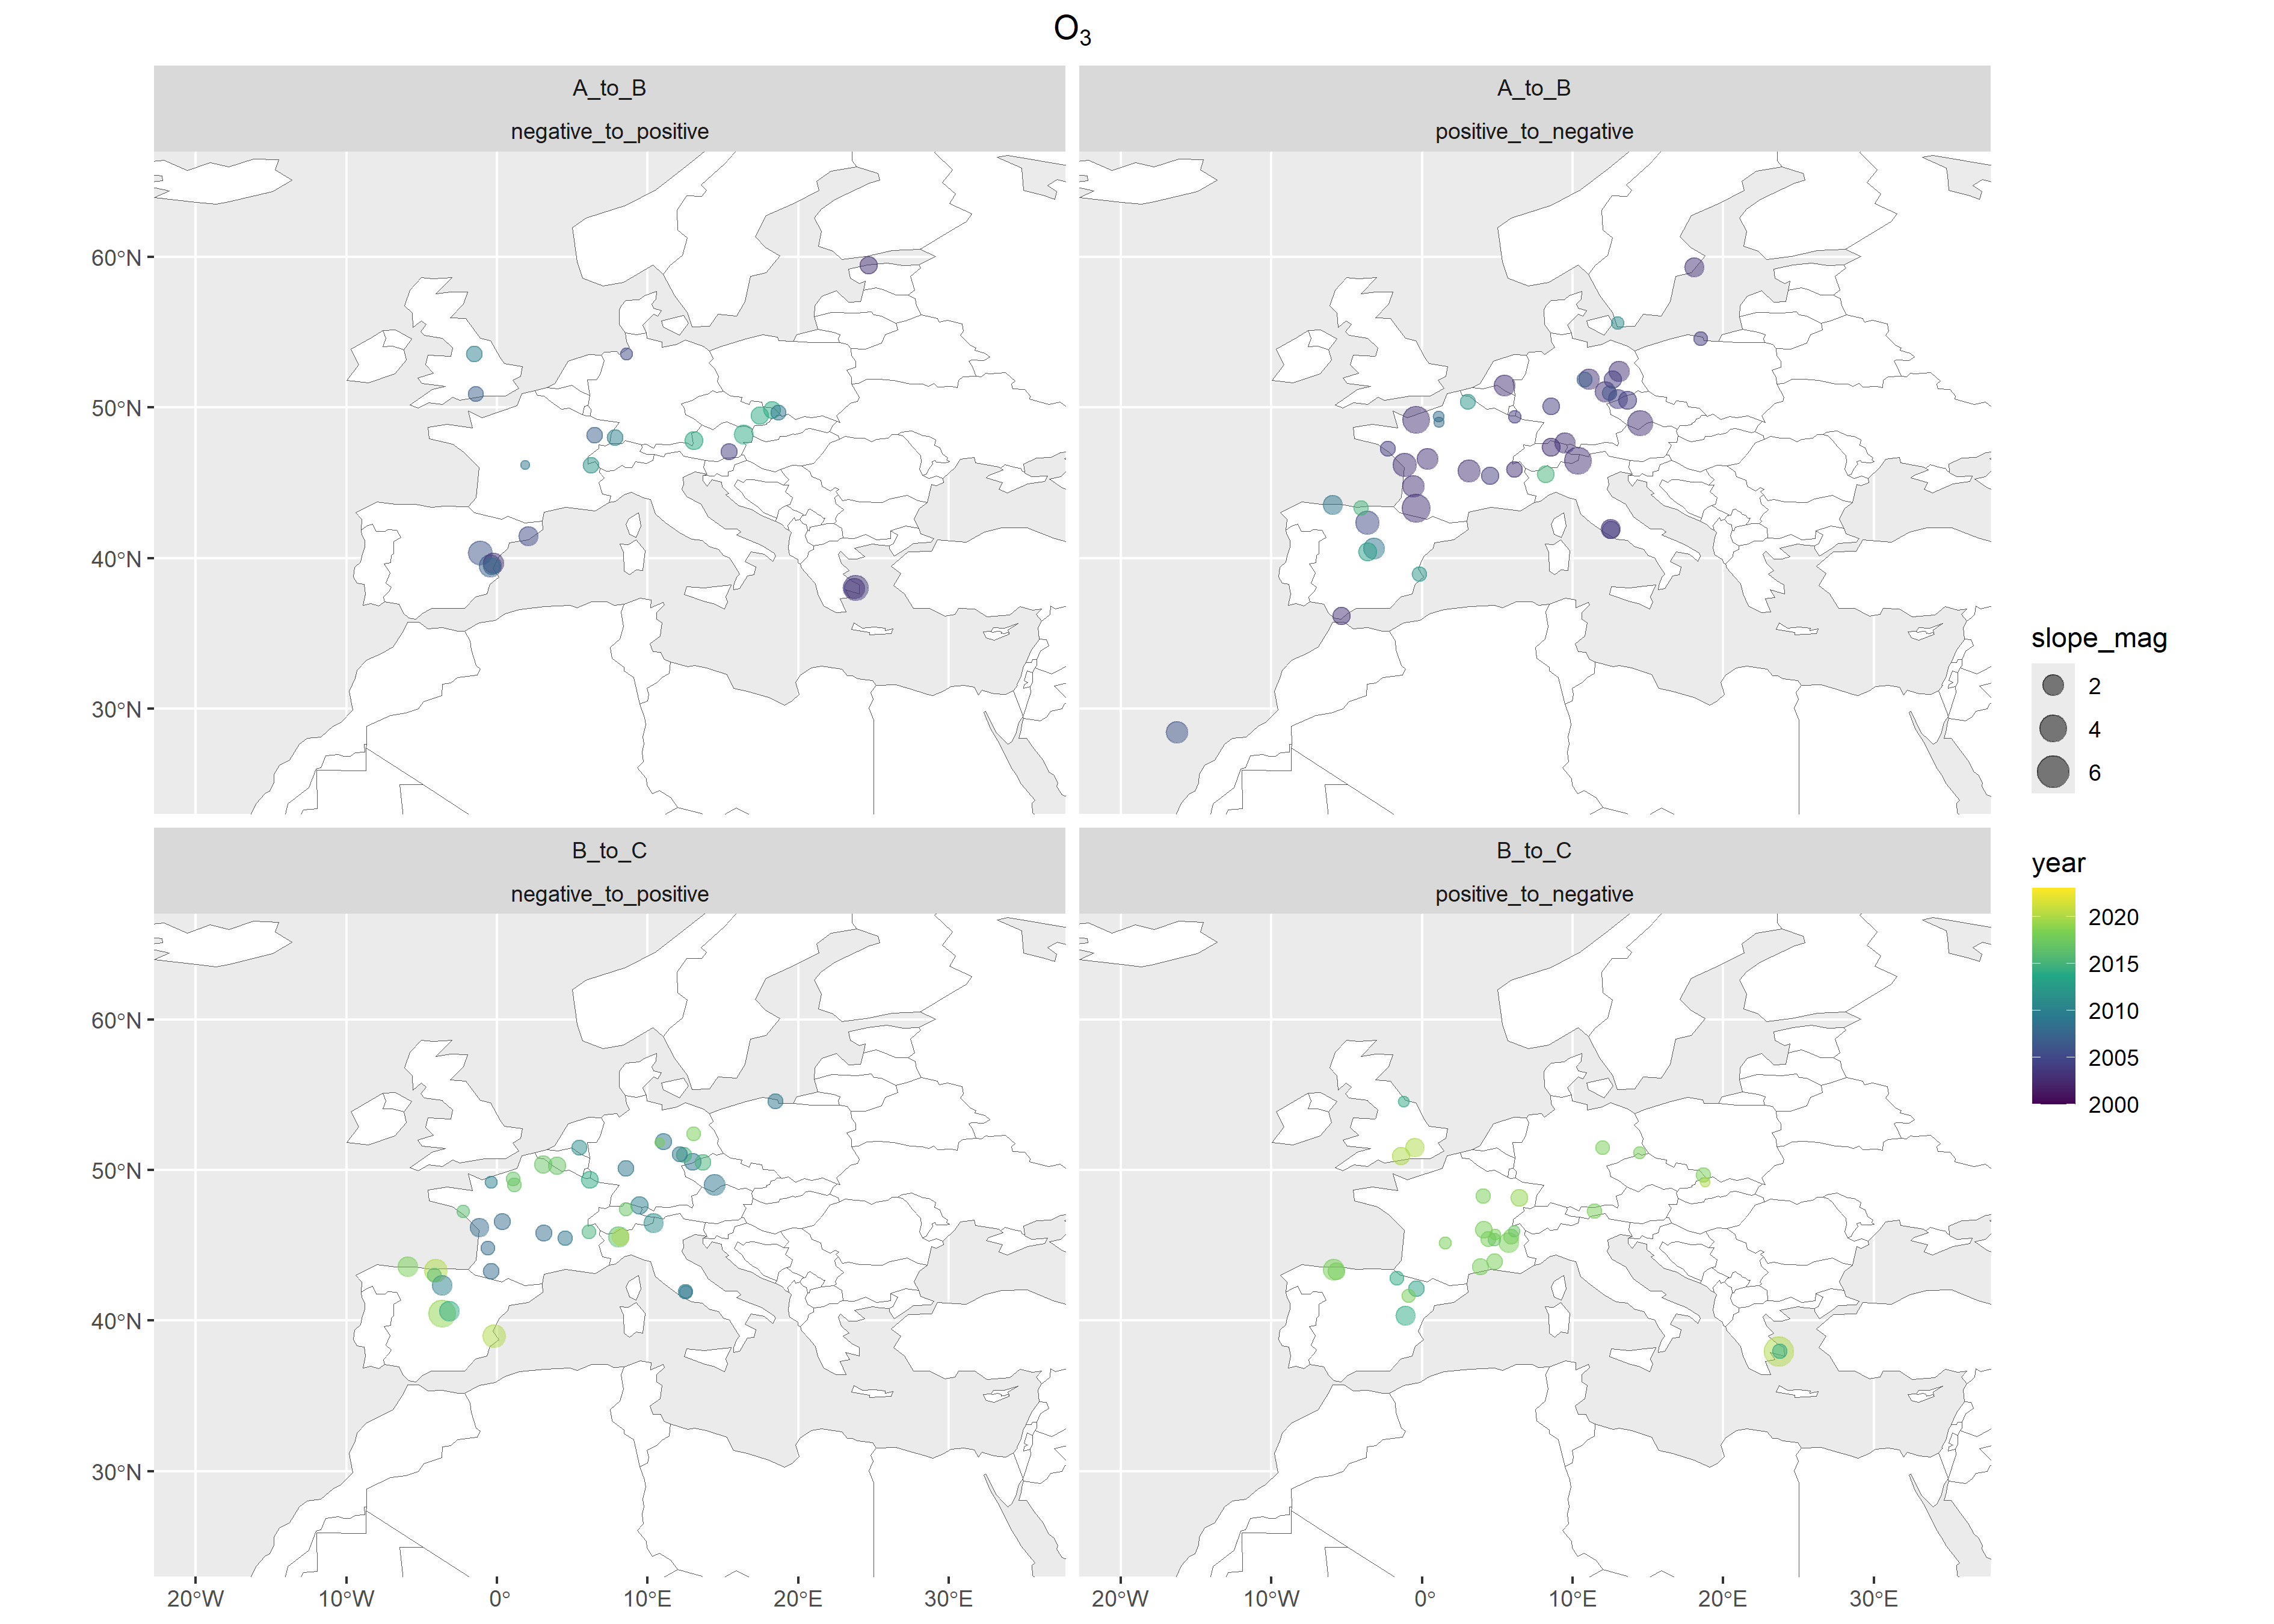 O₃
A_to_B
negative_to_positive
A_to_B
positive_to_negative
60°N
50°N
40°N
30°N
B_to_C
negative_to_positive
B_to_C
positive_to_negative
60°N
50°N
40°N
30°N
20°W 10°W 0° 10°E 20°E 30°E
20°W 10°W 0° 10°E 20°E 30°E
slope_mag
2
4
6
year
2020
2015
2010
2005
2000